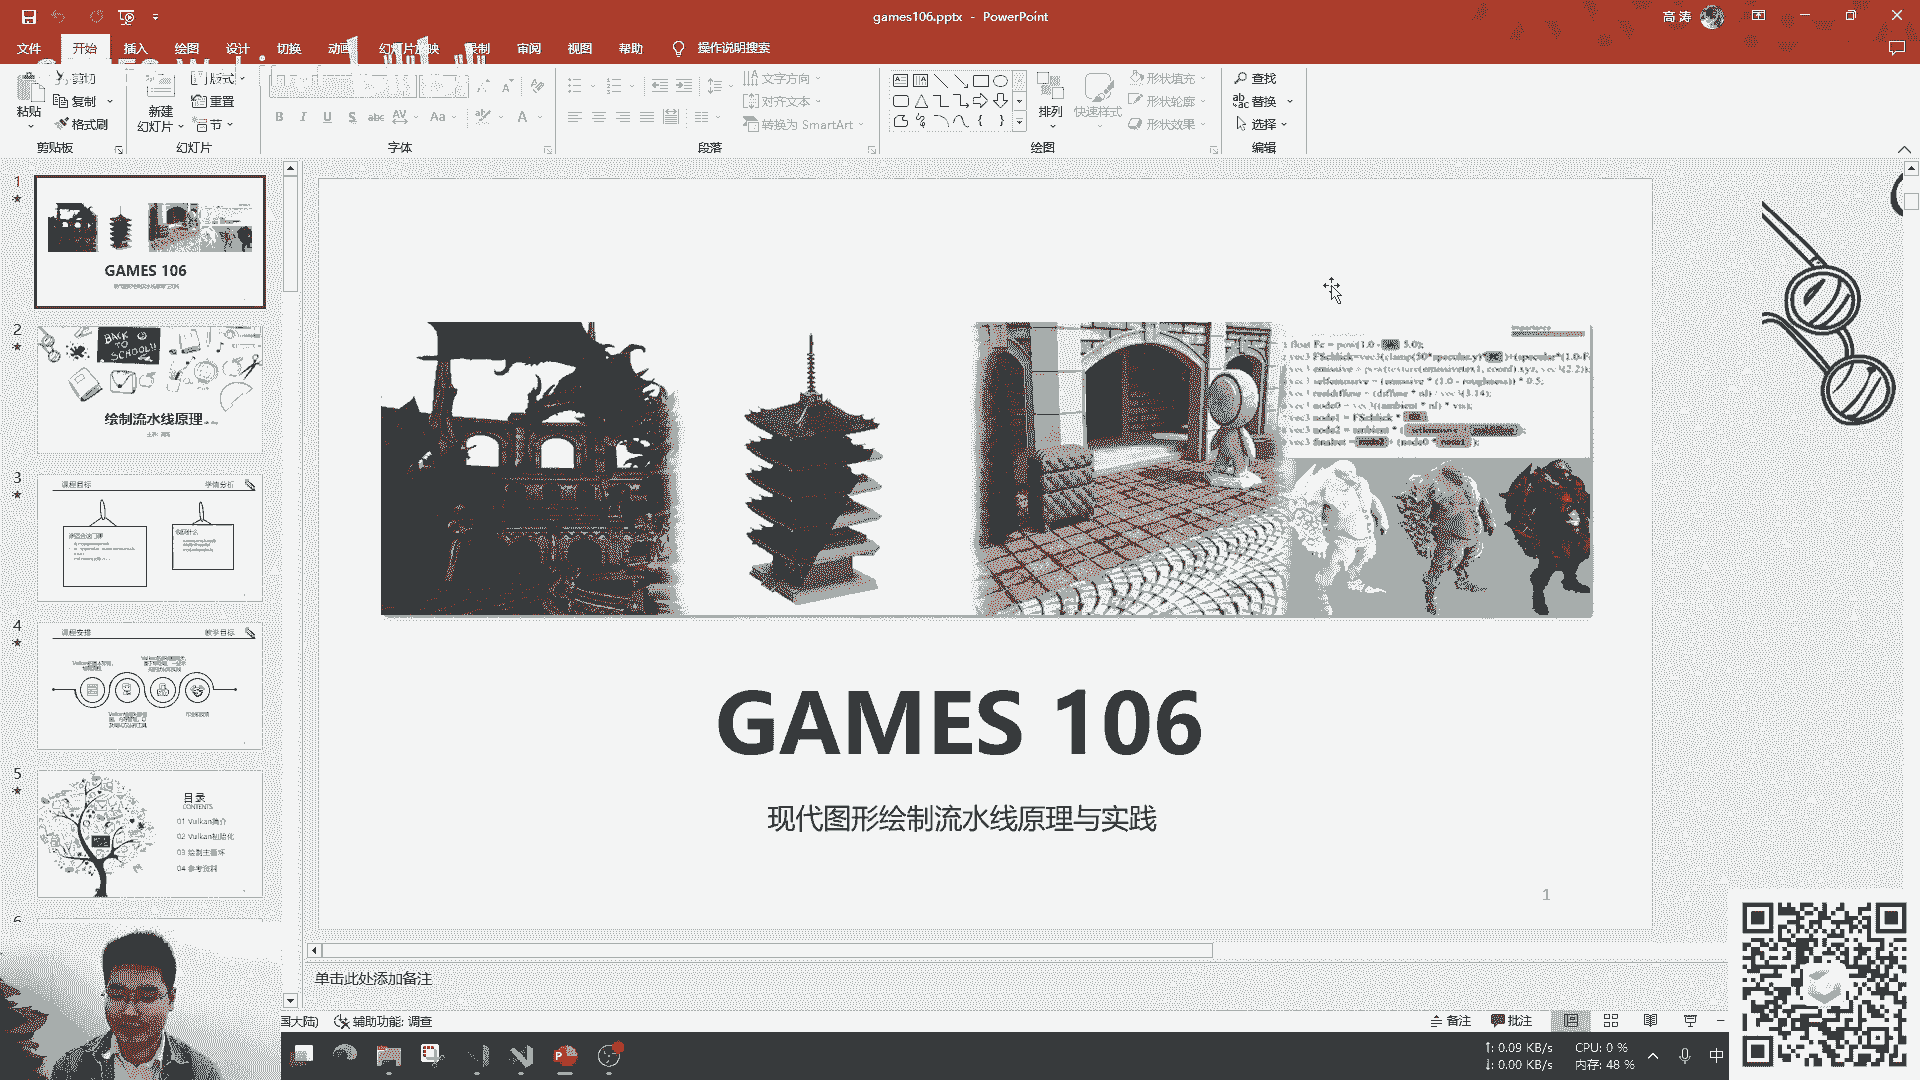 games106.pptx - PowerPoint
高 涛
文件 开始 插入 绘图 设计 切换 动画 幻灯片放映 录制 审阅 视图 帮助 操作说明搜索
粘贴
剪切
复制
格式刷
剪贴板
新建
幻灯片
版式
重置
节
幻灯片
B I U S abc AV Aa A
字体
文字方向
对齐文本
转换为 SmartArt
段落
排列
快速样式
形状填充
形状轮廓
形状效果
绘图
查找
替换
选择
编辑
1
GAMES 106
2
BACK TO SCHOOL!!
绘制流水线原理
3
课程目标
学情分析
4
课程安排
教学目标
5
目录
CONTENTS
01 Vulkan简介
02 Vulkan初始化
03 绘制主循环
04 参考资料
6
GAMES 106
现代图形绘制流水线原理与实践
1
单击此处添加备注
国大陆)
辅助功能: 调查
备注
批注
↑: 0.09 KB/s
↓: 0.00 KB/s
CPU: 0 %
内存: 48 %
中